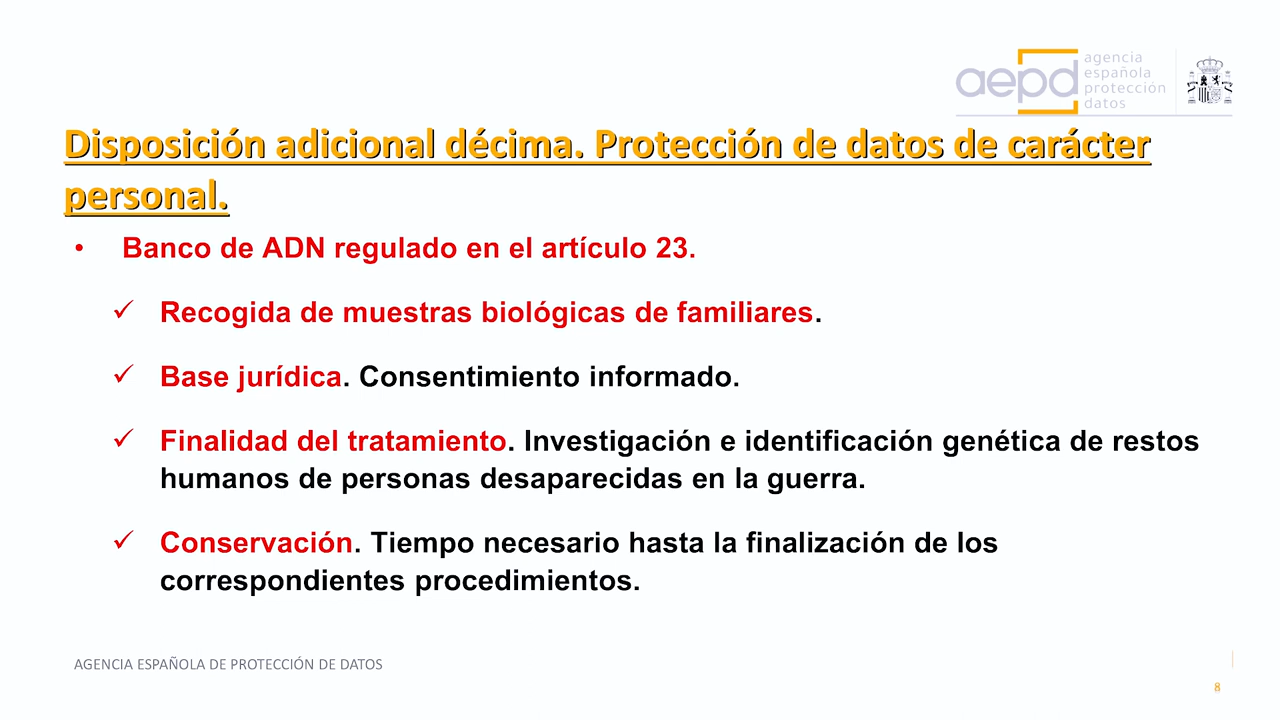 aepd
agencia
española
protección
datos
Disposición adicional décima. Protección de datos de carácter
personal.
• Banco de ADN regulado en el artículo 23.
✓ Recogida de muestras biológicas de familiares.
✓ Base jurídica. Consentimiento informado.
✓ Finalidad del tratamiento. Investigación e identificación genética de restos
humanos de personas desaparecidas en la guerra.
✓ Conservación. Tiempo necesario hasta la finalización de los
correspondientes procedimientos.
AGENCIA ESPAÑOLA DE PROTECCIÓN DE DATOS
8